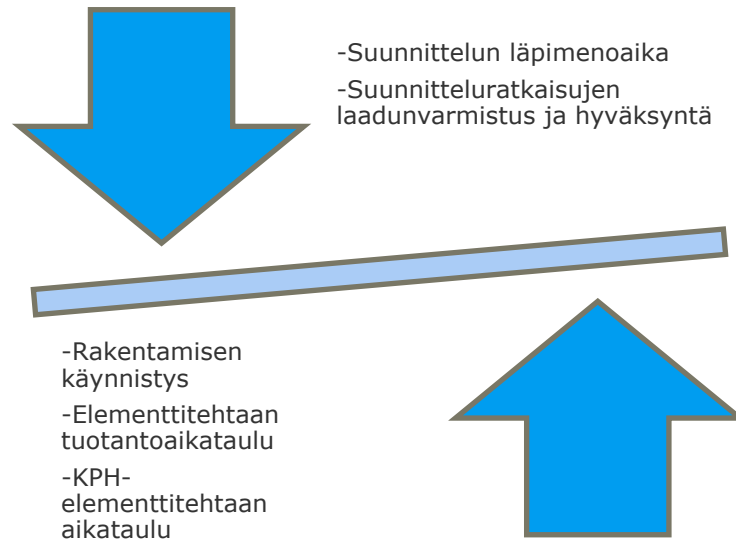 -Suunnittelun läpimenoaika
-Suunnitteluratkaisujen
laadunvarmistus ja hyväksyntä
-Rakentamisen
käynnistys
-Elementtitehtaan
tuotantoaikataulu
-KPH-
elementtitehtaan
aikataulu